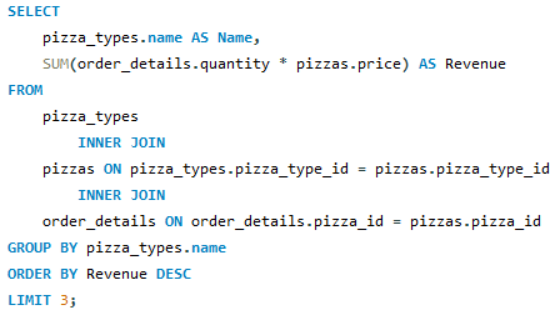 SELECT
pizza_types.name AS Name,
SUM(order_details.quantity * pizzas.price) AS Revenue
FROM
pizza_types
INNER JOIN
pizzas ON pizza_types.pizza_type_id = pizzas.pizza_type_id
INNER JOIN
order_details ON order_details.pizza_id = pizzas.pizza_id
GROUP BY pizza_types.name
ORDER BY Revenue DESC
LIMIT 3;